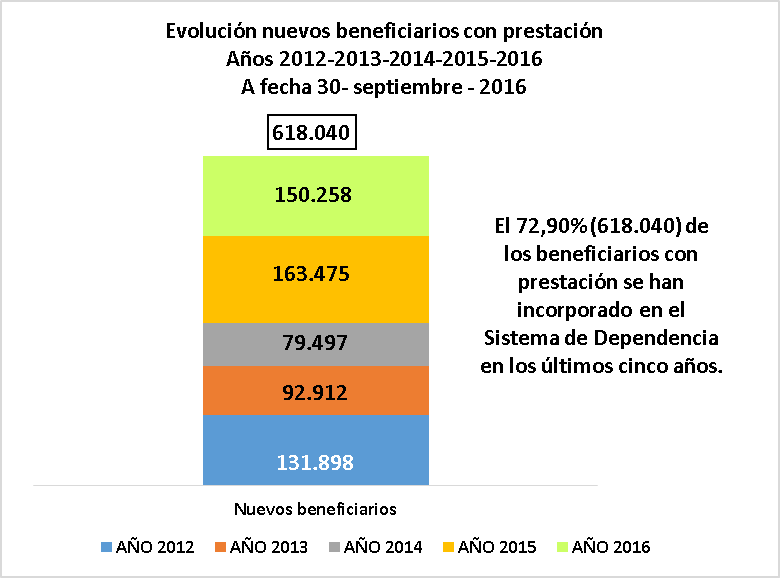 Evolución nuevos beneficiarios con prestación
Años 2012-2013-2014-2015-2016
A fecha 30- septiembre - 2016
618.040
150.258
163.475
79.497
92.912
131.898
El 72,90% (618.040) de
los beneficiarios con
prestación se han
incorporado en el
Sistema de Dependencia
en los últimos cinco años.
Nuevos beneficiarios
AÑO 2012 AÑO 2013 AÑO 2014 AÑO 2015 AÑO 2016